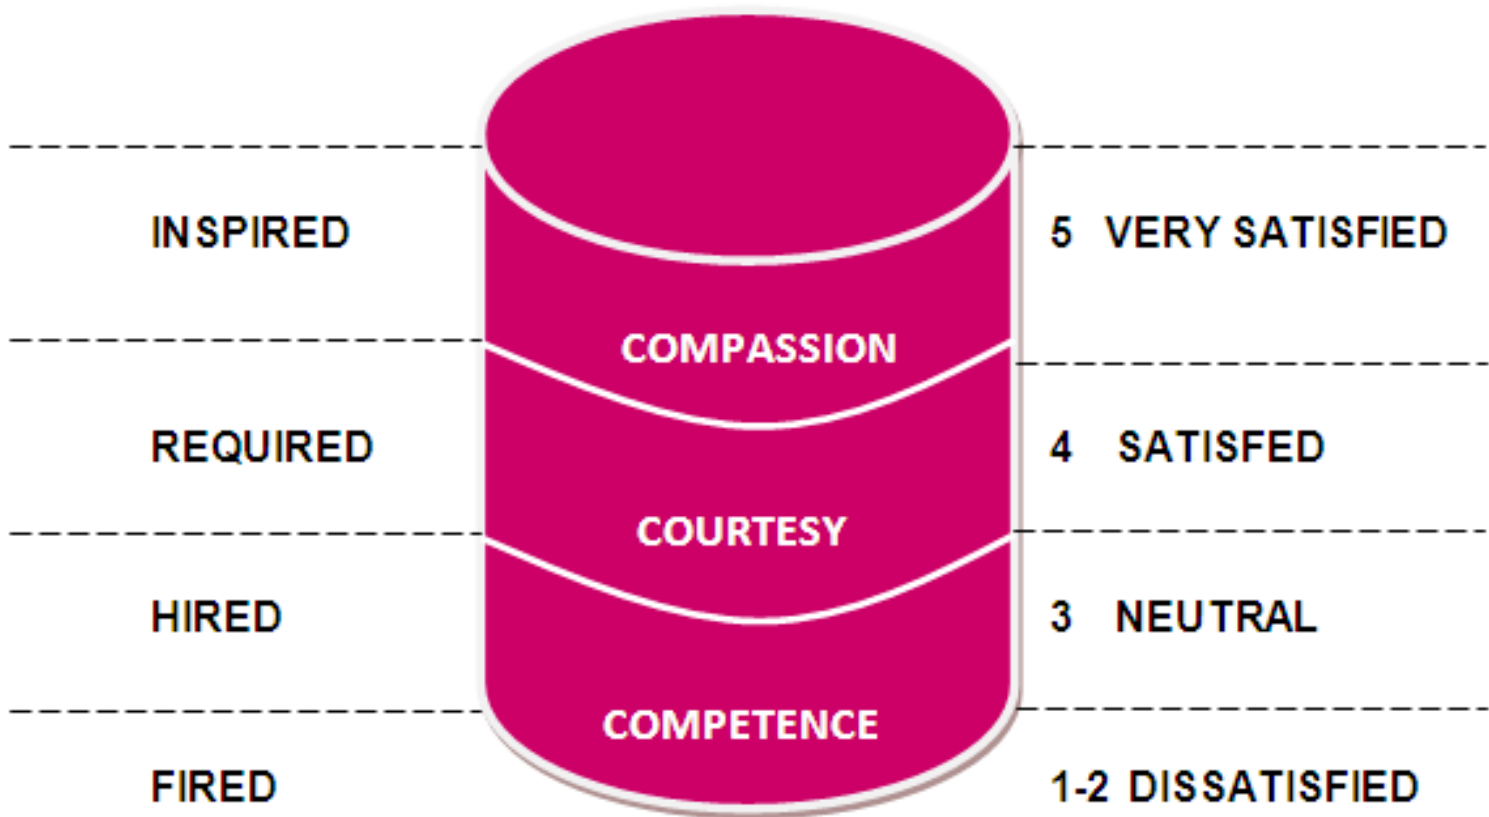 INSPIRED
5 VERY SATISFIED
COMPASSION
REQUIRED
4 SATISFED
COURTESY
HIRED
3 NEUTRAL
COMPETENCE
FIRED
1-2 DISSATISFIED